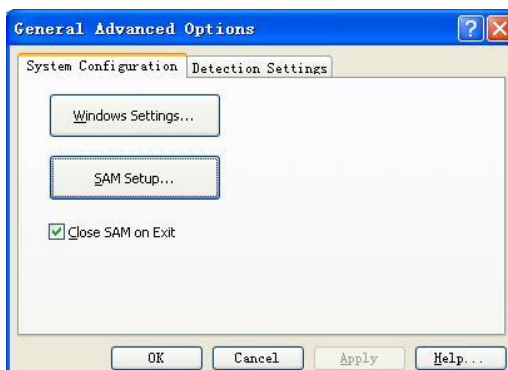 General Advanced Options
System Configuration Detection Settings
Windows Settings...
SAM Setup...
Close SAM on Exit
OK Cancel Apply Help...